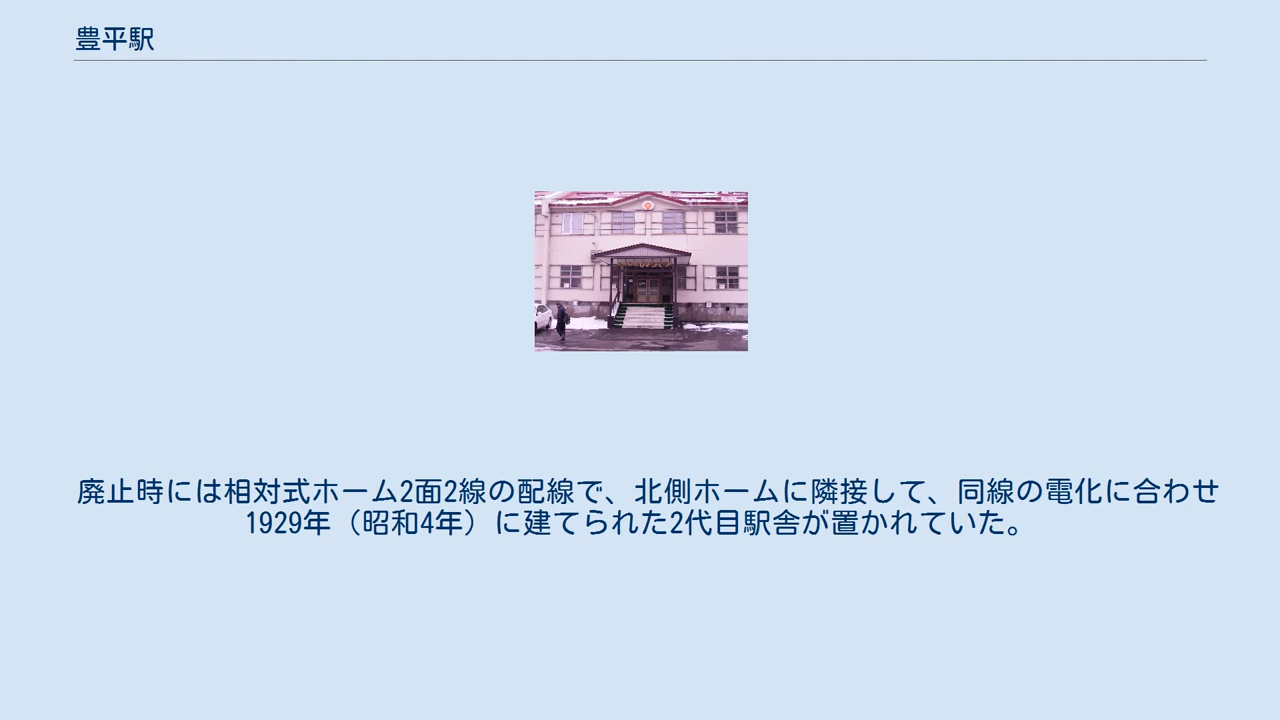 豊平駅
廃止時には相対式ホーム2面2線の配線で、北側ホームに隣接して、同線の電化に合わせ
1929年（昭和4年）に建てられた2代目駅舎が置かれていた。